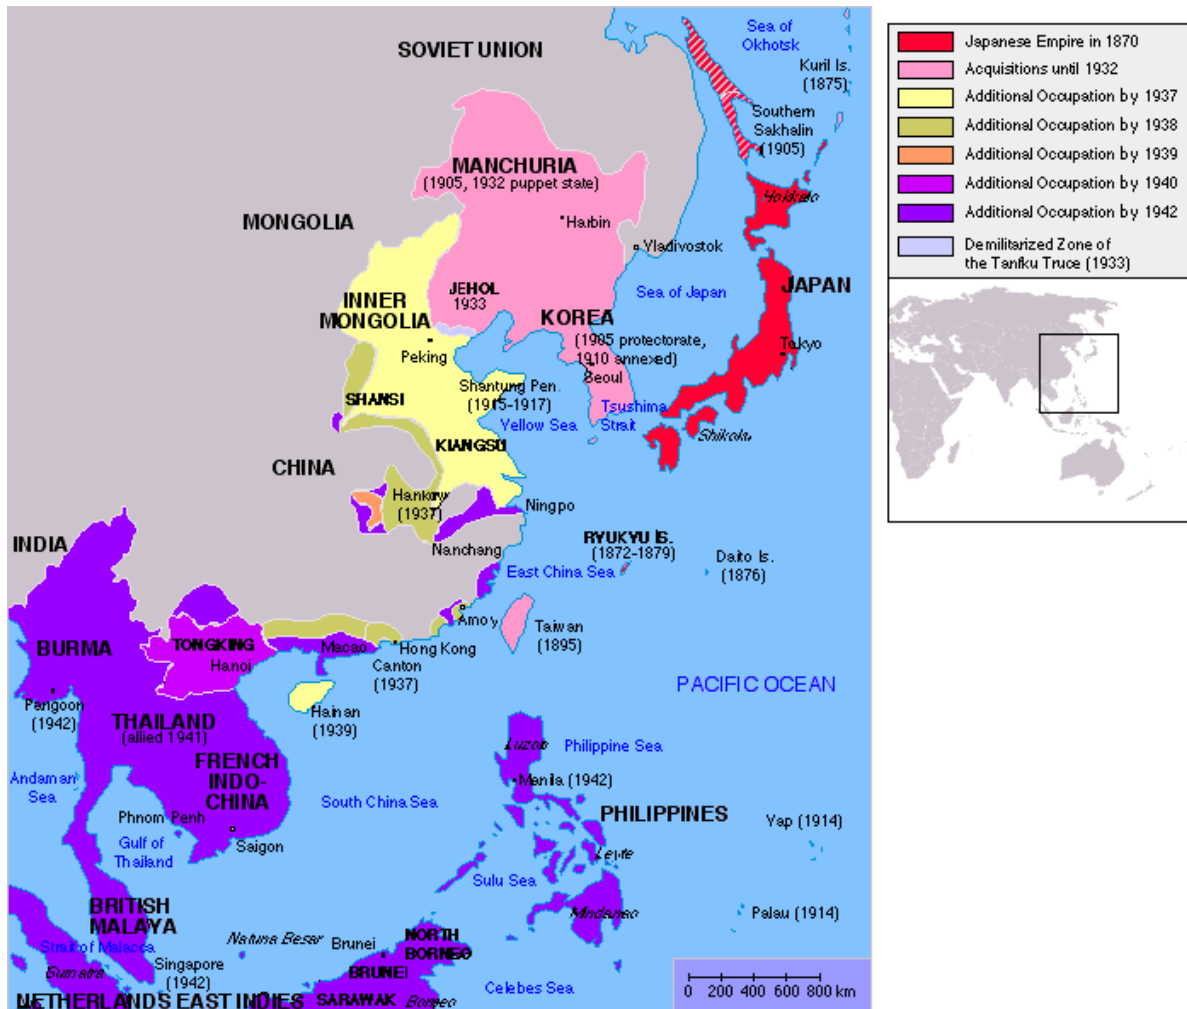 SOVIET UNION
Sea of
Okhotsk
Kuril Is.
(1875)
Southern
Sakhalin
(1905)
MANCHURIA
(1905, 1932 puppet state)
Hokkaido
MONGOLIA
Harbin
Vladivostok
JEHOL
1933
Sea of Japan
JAPAN
INNER
MONGOLIA
KOREA
(1905 protectorate,
1910 annexed)
Peking
Tokyo
Seoul
Shantung Pen.
(1915-1917)
SHANSI
Tsushima
Strait
Yellow Sea
Shikoku
KIANGSU
CHINA
Hankow
(1937)
Ningpo
Nanchang
INDIA
RYUKYU IS.
(1872-1879)
Daito Is.
(1876)
East China Sea
Amoy
Taiwan
(1895)
BURMA
TONGKING
Hanoi
Macao
Hong Kong
Canton
(1937)
PACIFIC OCEAN
Pangoon
(1942)
Hainan
(1939)
THAILAND
(allied 1941)
Luzon
Philippine Sea
FRENCH
INDO-
CHINA
Andaman
Sea
Manila (1942)
South China Sea
Phnom Penh
PHILIPPINES
Yap (1914)
Gulf of
Thailand
Saigon
Leyte
Sulu Sea
BRITISH
MALAYA
Mindanao
Palau (1914)
Strait of Malacca
Natuna Besar
Brunei
NORTH
BORNEO
Sumatra
Singapore
(1942)
BRUNEI
Celebes Sea
NETHERLANDS EAST INDIES
SARAWAK
Borneo
0 200 400 600 800 km
Japanese Empire in 1870
Acquisitions until 1932
Additional Occupation by 1937
Additional Occupation by 1938
Additional Occupation by 1939
Additional Occupation by 1940
Additional Occupation by 1942
Demilitarized Zone of
the Tanfku Truce (1933)